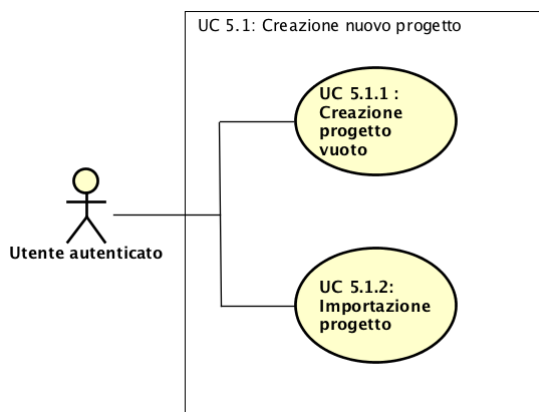 UC 5.1: Creazione nuovo progetto
UC 5.1.1 :
Creazione
progetto
vuoto
Utente autenticato
UC 5.1.2:
Importazione
progetto